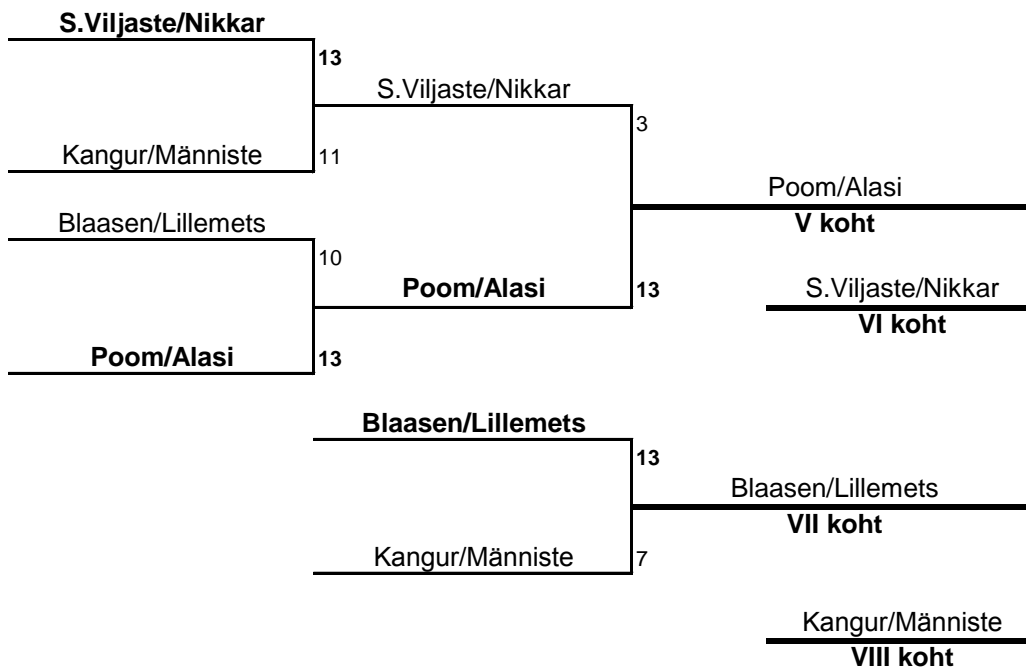 S.Viljaste/Nikkar
13
S.Viljaste/Nikkar
3
Kangur/Männiste
11
Poom/Alasi
V koht
Blaasen/Lillemets
10
Poom/Alasi
13
S.Viljaste/Nikkar
VI koht
Poom/Alasi
13
Blaasen/Lillemets
13
Blaasen/Lillemets
VII koht
Kangur/Männiste
7
Kangur/Männiste
VIII koht